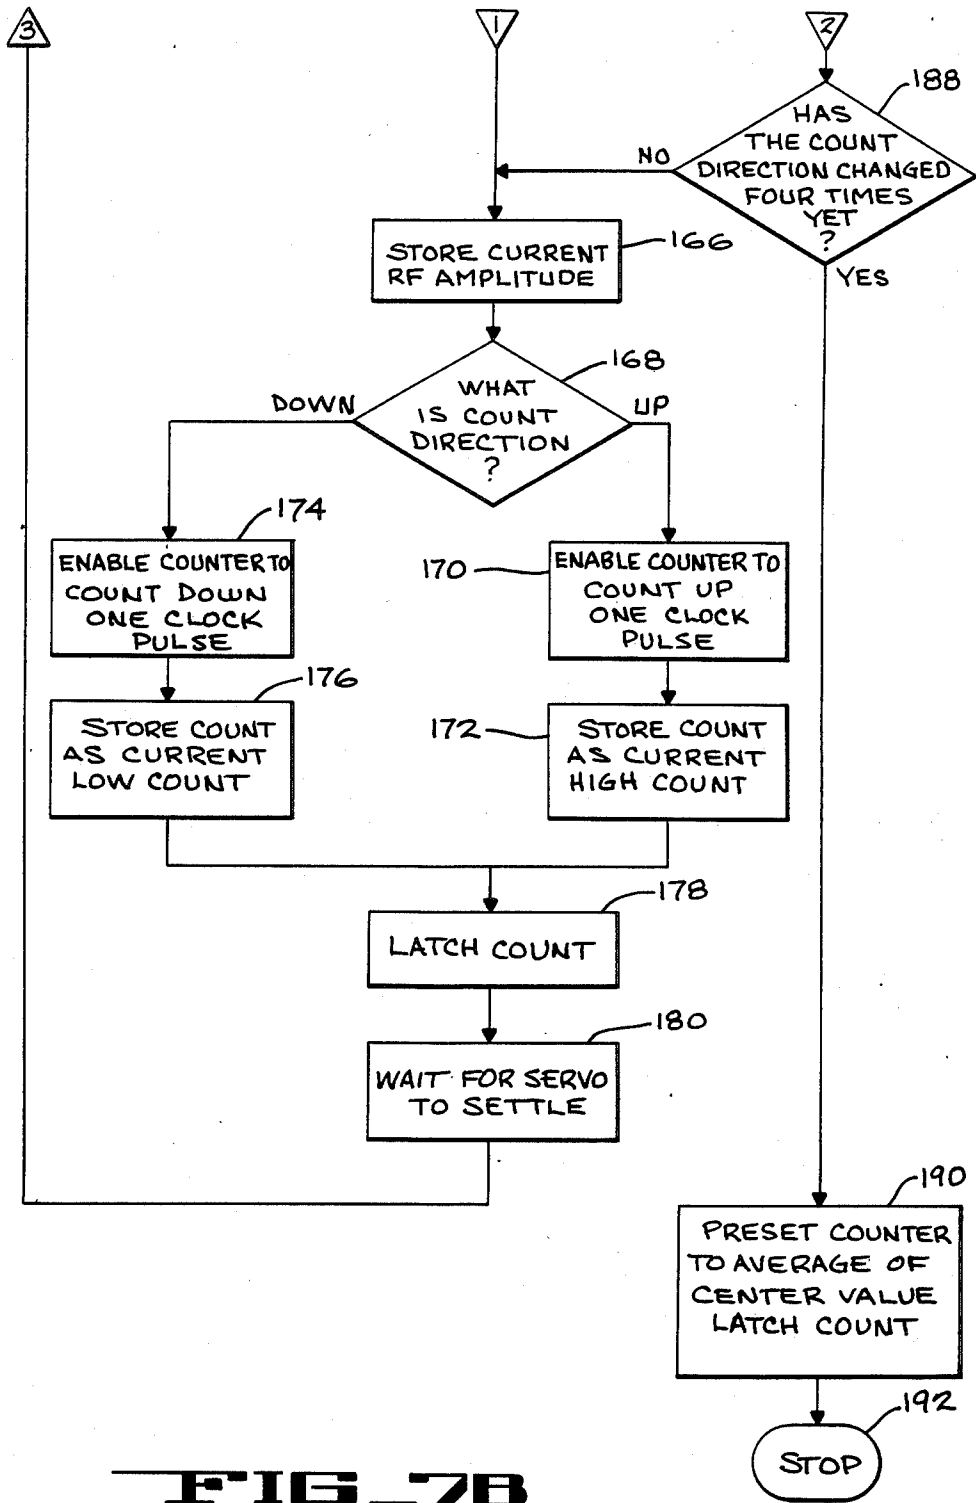 3
1
2
188
HAS
THE COUNT
DIRECTION CHANGED
FOUR TIMES
YET
?
NO
YES
STORE CURRENT
RF AMPLITUDE
166
168
WHAT
IS COUNT
DIRECTION
?
DOWN
UP
174
ENABLE COUNTER TO
COUNT DOWN
ONE CLOCK
PULSE
170
ENABLE COUNTER TO
COUNT UP
ONE CLOCK
PULSE
176
STORE COUNT
AS CURRENT
LOW COUNT
172
STORE COUNT
AS CURRENT
HIGH COUNT
178
LATCH COUNT
180
WAIT FOR SERVO
TO SETTLE
190
PRESET COUNTER
TO AVERAGE OF
CENTER VALUE
LATCH COUNT
192
STOP
FIG_7B